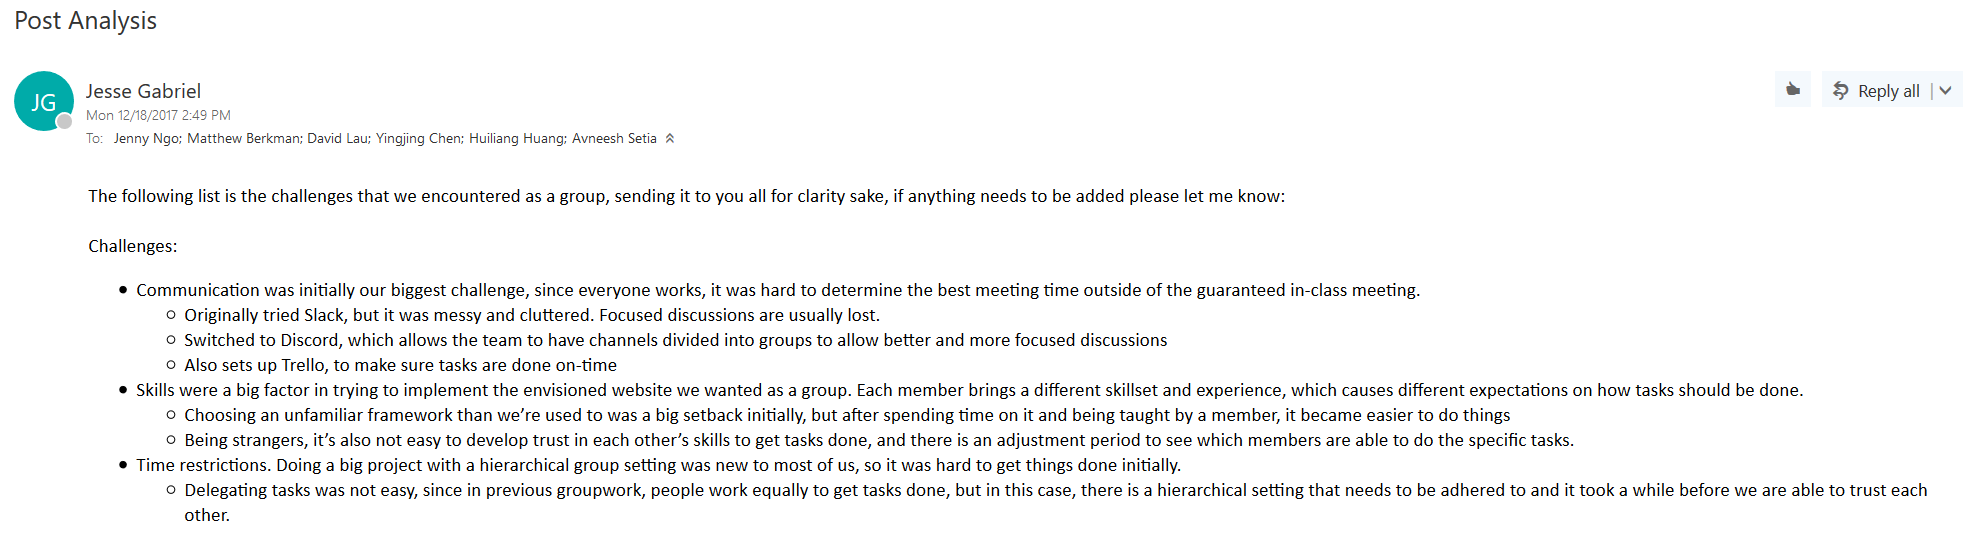 Post Analysis
JG
Jesse Gabriel
Mon 12/18/2017 2:49 PM
Reply all
To: Jenny Ngo; Matthew Berkman; David Lau; Yingjing Chen; Huiliang Huang; Avneesh Setia
The following list is the challenges that we encountered as a group, sending it to you all for clarity sake, if anything needs to be added please let me know:
Challenges:
Communication was initially our biggest challenge, since everyone works, it was hard to determine the best meeting time outside of the guaranteed in-class meeting.
Originally tried Slack, but it was messy and cluttered. Focused discussions are usually lost.
Switched to Discord, which allows the team to have channels divided into groups to allow better and more focused discussions
Also sets up Trello, to make sure tasks are done on-time
Skills were a big factor in trying to implement the envisioned website we wanted as a group. Each member brings a different skillset and experience, which causes different expectations on how tasks should be done.
Choosing an unfamiliar framework than we’re used to was a big setback initially, but after spending time on it and being taught by a member, it became easier to do things
Being strangers, it’s also not easy to develop trust in each other’s skills to get tasks done, and there is an adjustment period to see which members are able to do the specific tasks.
Time restrictions. Doing a big project with a hierarchical group setting was new to most of us, so it was hard to get things done initially.
Delegating tasks was not easy, since in previous groupwork, people work equally to get tasks done, but in this case, there is a hierarchical setting that needs to be adhered to and it took a while before we are able to trust each
other.